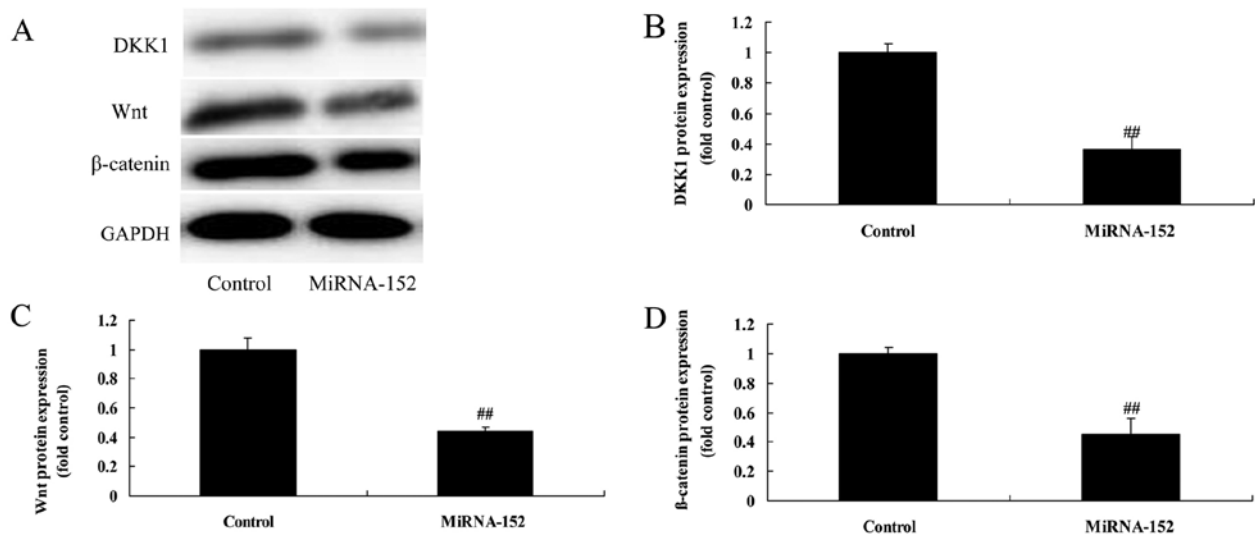 A
DKK1
Wnt
β-catenin
GAPDH
Control MiRNA-152
B
DKK1 protein expression
(fold control)
1.2
1
0.8
0.6
0.4
0.2
0
##
Control MiRNA-152
C
Wnt protein expression
(fold control)
1.2
1
0.8
0.6
0.4
0.2
0
##
Control MiRNA-152
D
ß-catenin protein expression
(fold control)
1.2
1
0.8
0.6
0.4
0.2
0
##
Control MiRNA-152